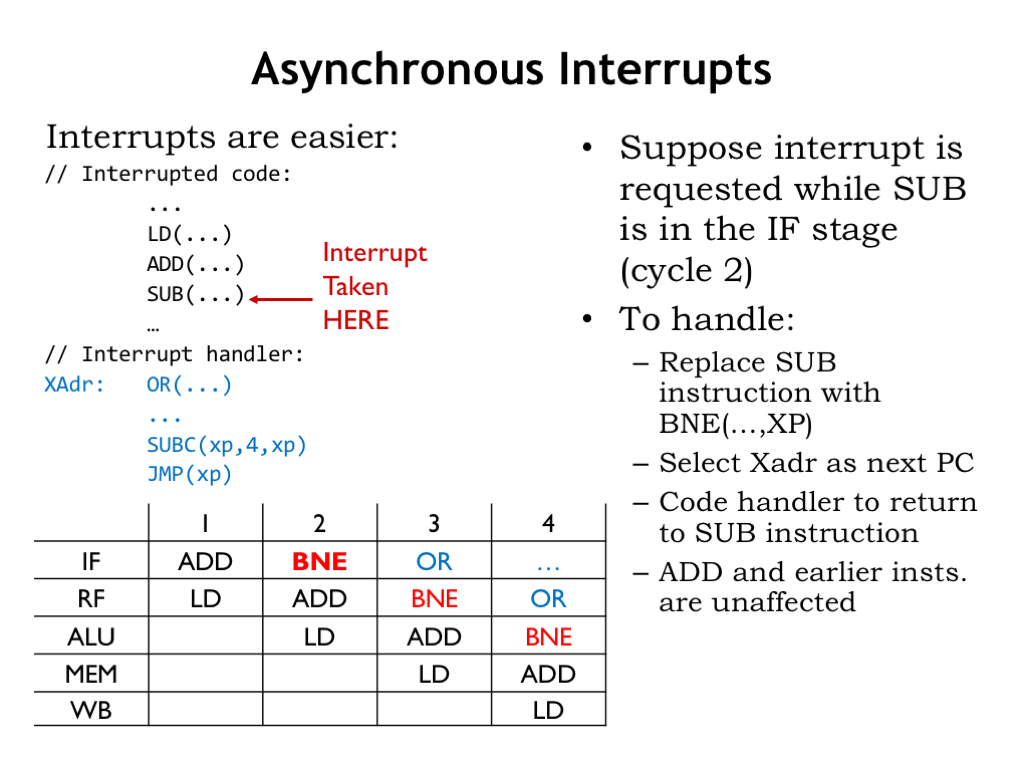 Asynchronous Interrupts
Interrupts are easier:
// Interrupted code:
...
LD(...)
ADD(...)
SUB(...)
…
Interrupt
Taken
HERE
// Interrupt handler:
XAdr: OR(...)
...
SUBC(xp,4,xp)
JMP(xp)
1 2 3 4
IF ADD BNE OR …
RF LD ADD BNE OR
ALU LD ADD BNE
MEM LD ADD
WB LD
• Suppose interrupt is
requested while SUB
is in the IF stage
(cycle 2)
• To handle:
– Replace SUB
instruction with
BNE(…,XP)
– Select Xadr as next PC
– Code handler to return
to SUB instruction
– ADD and earlier insts.
are unaffected